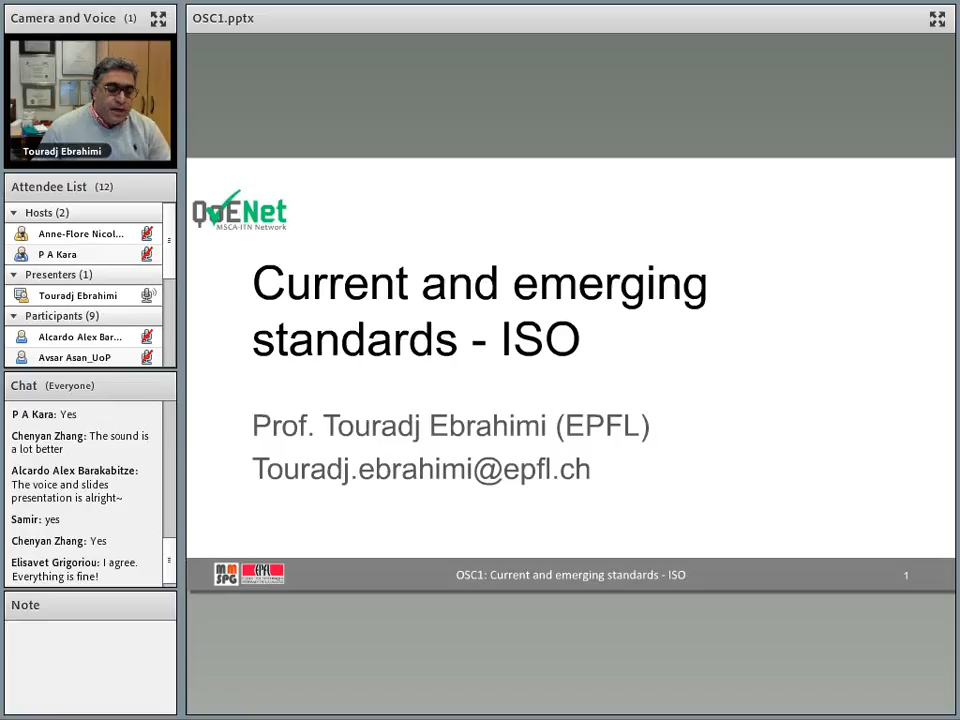 Camera and Voice (1)
Touradj Ebrahimi
Attendee List (12)
Hosts (2)
Anne-Flore Nicol...
P A Kara
Presenters (1)
Touradj Ebrahimi
Participants (9)
Alcardo Alex Bar...
Avsar Asan_UoP
Chat (Everyone)
P A Kara: Yes
Chenyan Zhang: The sound is
a lot better
Alcardo Alex Barakabitze:
The voice and slides
presentation is alright~
Samir: yes
Chenyan Zhang: Yes
Elisavet Grigoriou: I agree.
Everything is fine!
Note
OSC1.pptx
QoENet
MSCA-ITN Network
Current and emerging
standards - ISO
Prof. Touradj Ebrahimi (EPFL)
Touradj.ebrahimi@epfl.ch
MMSPG
EPFL
OSC1: Current and emerging standards - ISO
1